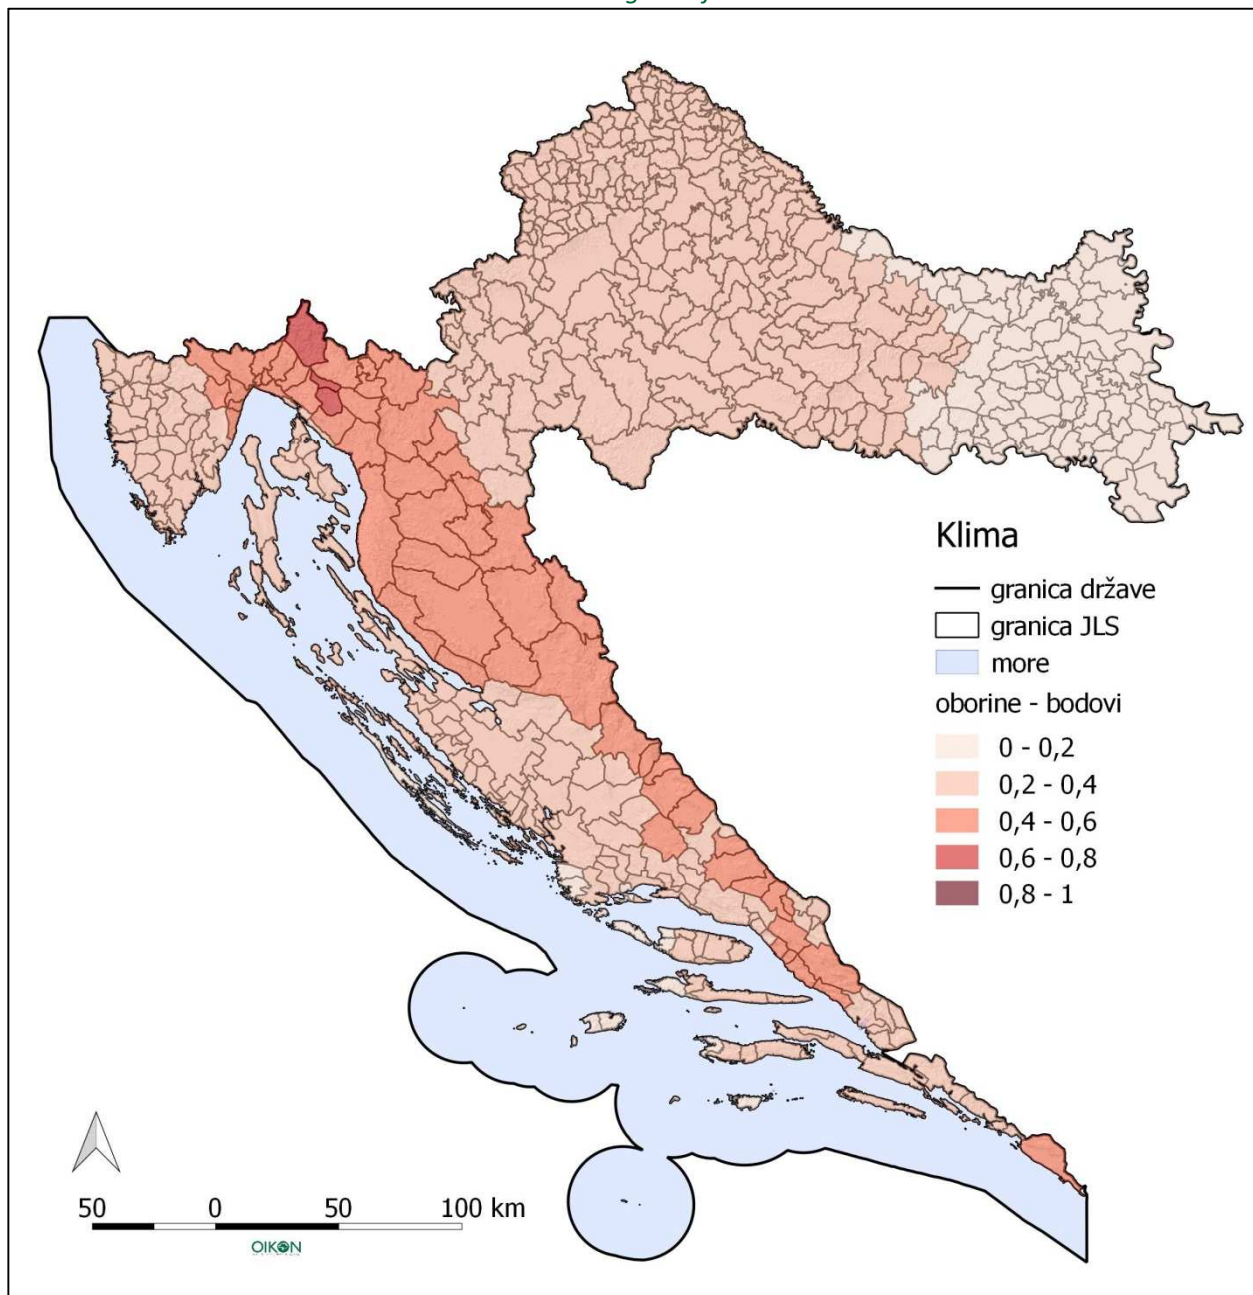 Klima
granica države
granica JLS
more
oborine - bodovi
0 - 0,2
0,2 - 0,4
0,4 - 0,6
0,6 - 0,8
0,8 - 1
50 0 50 100 km
OIKON